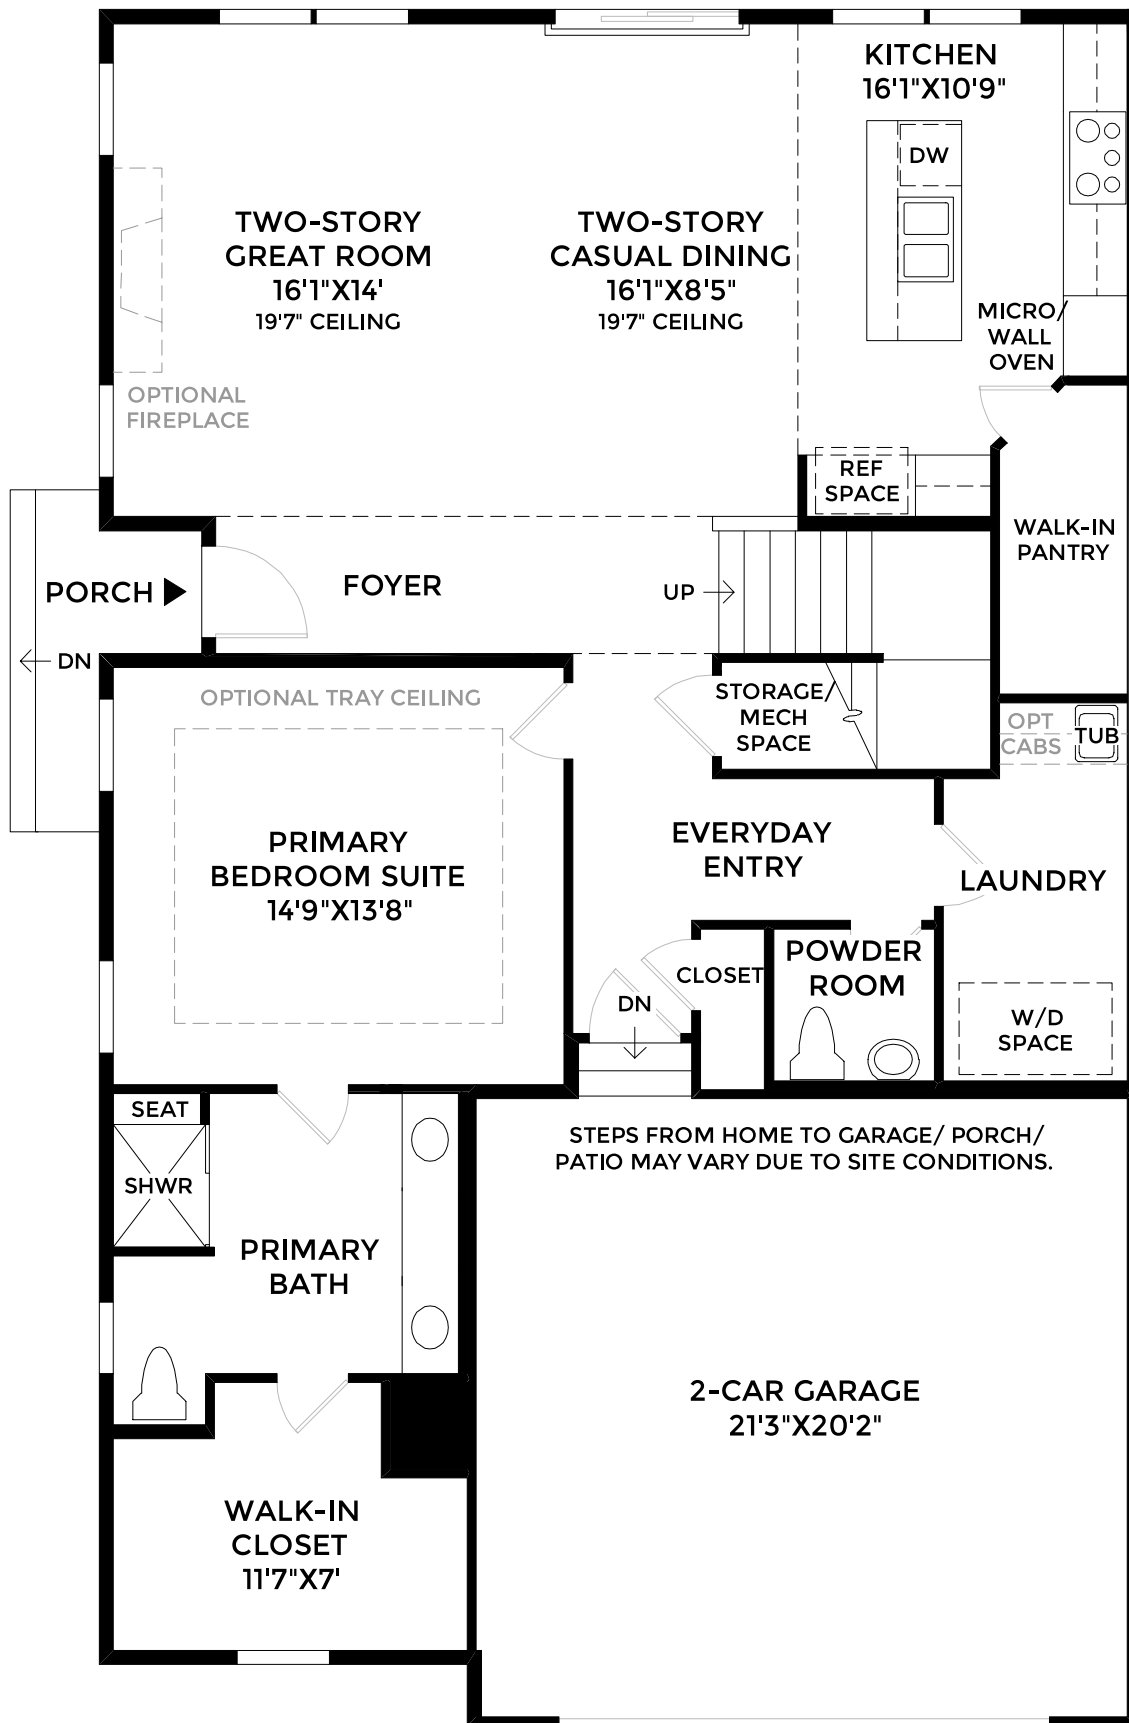 KITCHEN
16'1"X10'9"
DW
TWO-STORY
GREAT ROOM
16'1"X14'
19'7" CEILING
TWO-STORY
CASUAL DINING
16'1"X8'5"
19'7" CEILING
MICRO/
WALL
OVEN
OPTIONAL
FIREPLACE
REF
SPACE
WALK-IN
PANTRY
PORCH
FOYER
UP
DN
OPTIONAL TRAY CEILING
STORAGE/
MECH
SPACE
OPT
CABS
TUB
PRIMARY
BEDROOM SUITE
14'9"X13'8"
EVERYDAY
ENTRY
LAUNDRY
CLOSET
POWDER
ROOM
DN
W/D
SPACE
SEAT
SHWR
STEPS FROM HOME TO GARAGE/ PORCH/
PATIO MAY VARY DUE TO SITE CONDITIONS.
PRIMARY
BATH
2-CAR GARAGE
21'3"X20'2"
WALK-IN
CLOSET
11'7"X7'